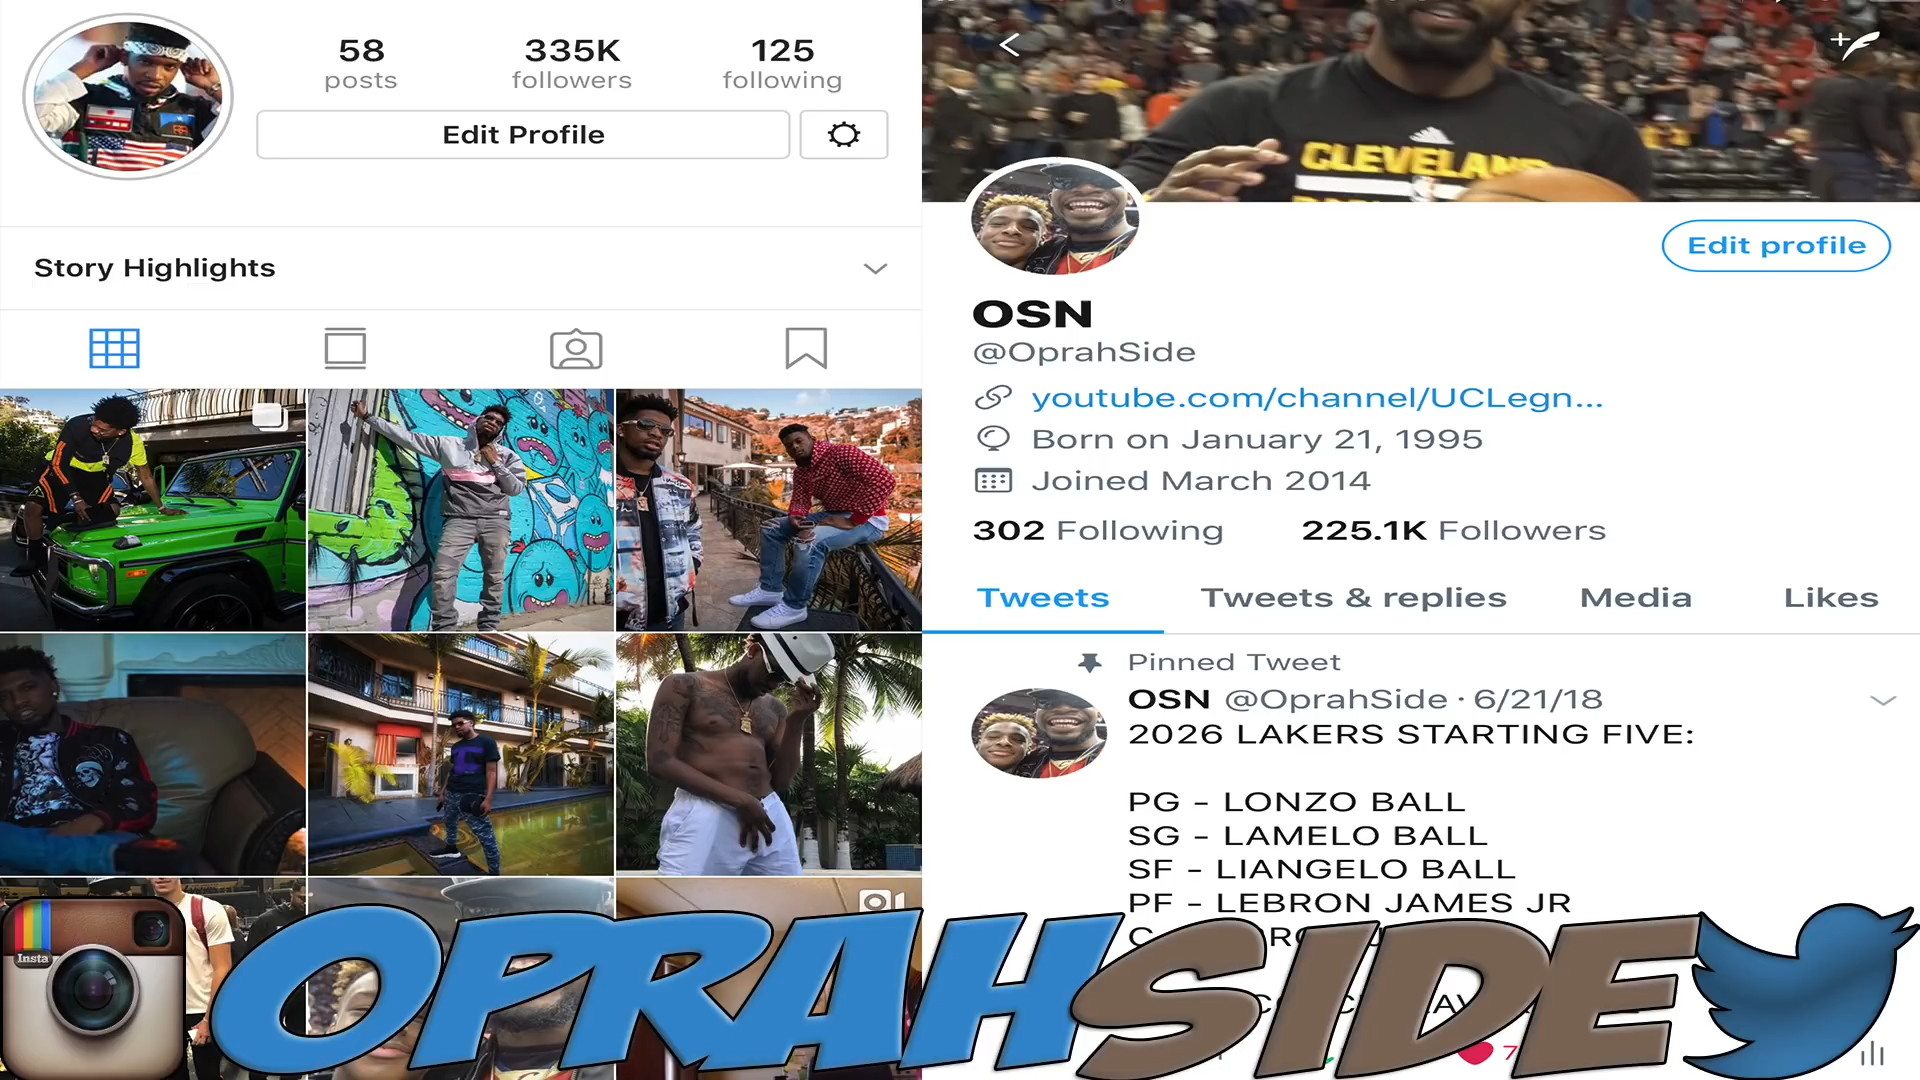 58
posts
335K
followers
125
following
Edit Profile
Story Highlights
CLEVELAND
Edit profile
OSN
@OprahSide
youtube.com/channel/UCLegn...
Born on January 21, 1995
Joined March 2014
302 Following 225.1K Followers
Tweets Tweets & replies Media Likes
Pinned Tweet
OSN @OprahSide · 6/21/18
2026 LAKERS STARTING FIVE:
PG - LONZO BALL
SG - LAMELO BALL
SF - LIANGELO BALL
PF - LEBRON JAMES JR
Insta
OPRAHSIDE